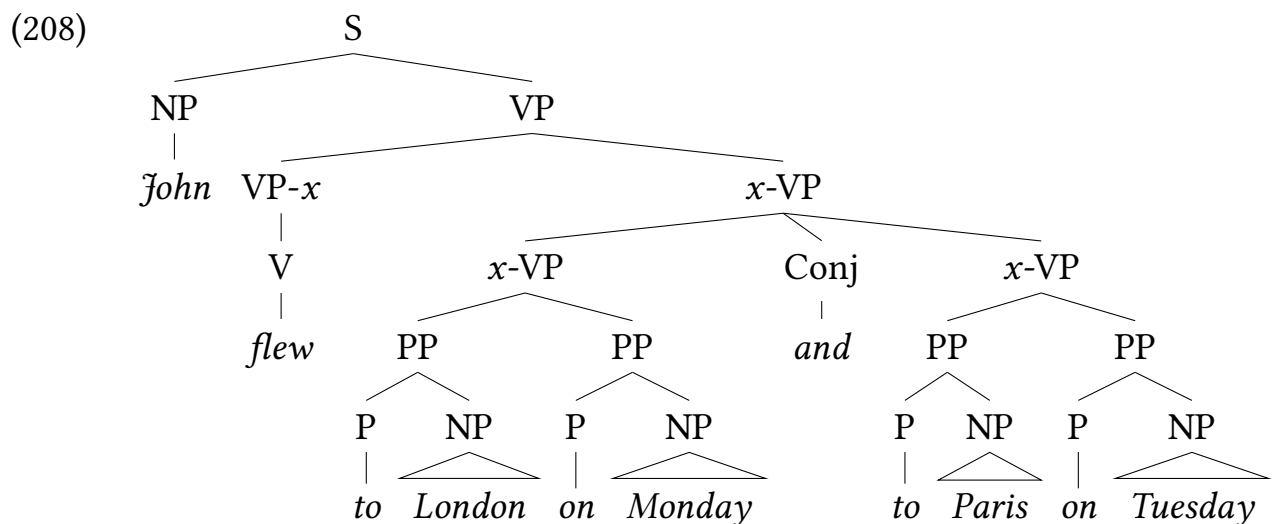 (208) S
NP VP
John VP-x x-VP
V x-VP Conj x-VP
flew PP PP and PP PP
P NP P NP P NP P NP
to London on Monday to Paris on Tuesday